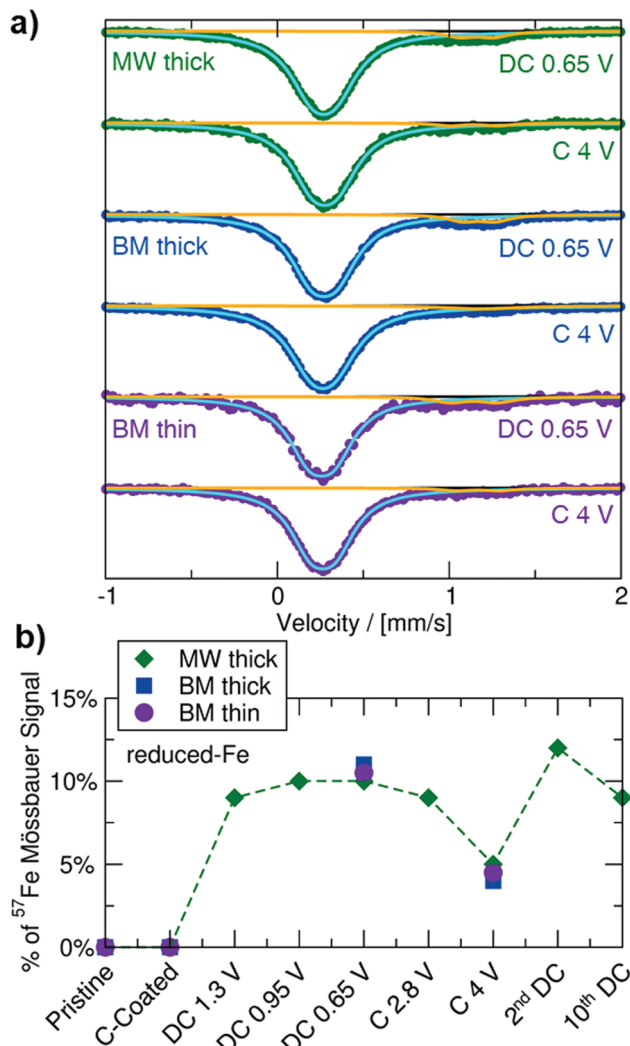 a)
MW thick
DC 0.65 V
C 4 V
BM thick
DC 0.65 V
C 4 V
BM thin
DC 0.65 V
C 4 V
-1
0
1
2
Velocity / [mm/s]
b)
MW thick
BM thick
BM thin
15%
reduced-Fe
10%
5%
0%
% of ⁵⁷Fe Mössbauer Signal
Pristine
C-Coated
DC 1.3 V
DC 0.95 V
DC 0.65 V
C 2.8 V
C 4 V
2ⁿᵈ DC
10ᵗʰ DC